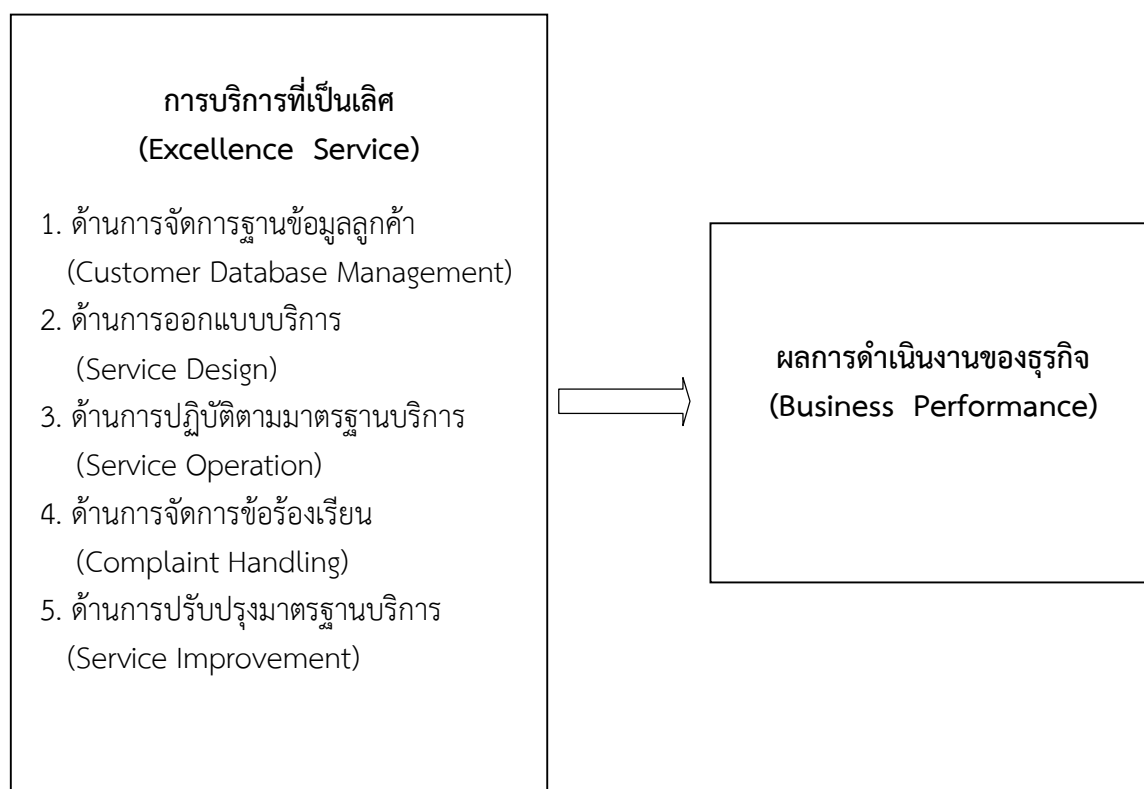 การบริการที่เป็นเลิศ
(Excellence Service)
1. ด้านการจัดการฐานข้อมูลลูกค้า
(Customer Database Management)
2. ด้านการออกแบบบริการ
(Service Design)
3. ด้านการปฏิบัติตามมาตรฐานบริการ
(Service Operation)
4. ด้านการจัดการข้อร้องเรียน
(Complaint Handling)
5. ด้านการปรับปรุงมาตรฐานบริการ
(Service Improvement)
ผลการดำเนินงานของธุรกิจ
(Business Performance)